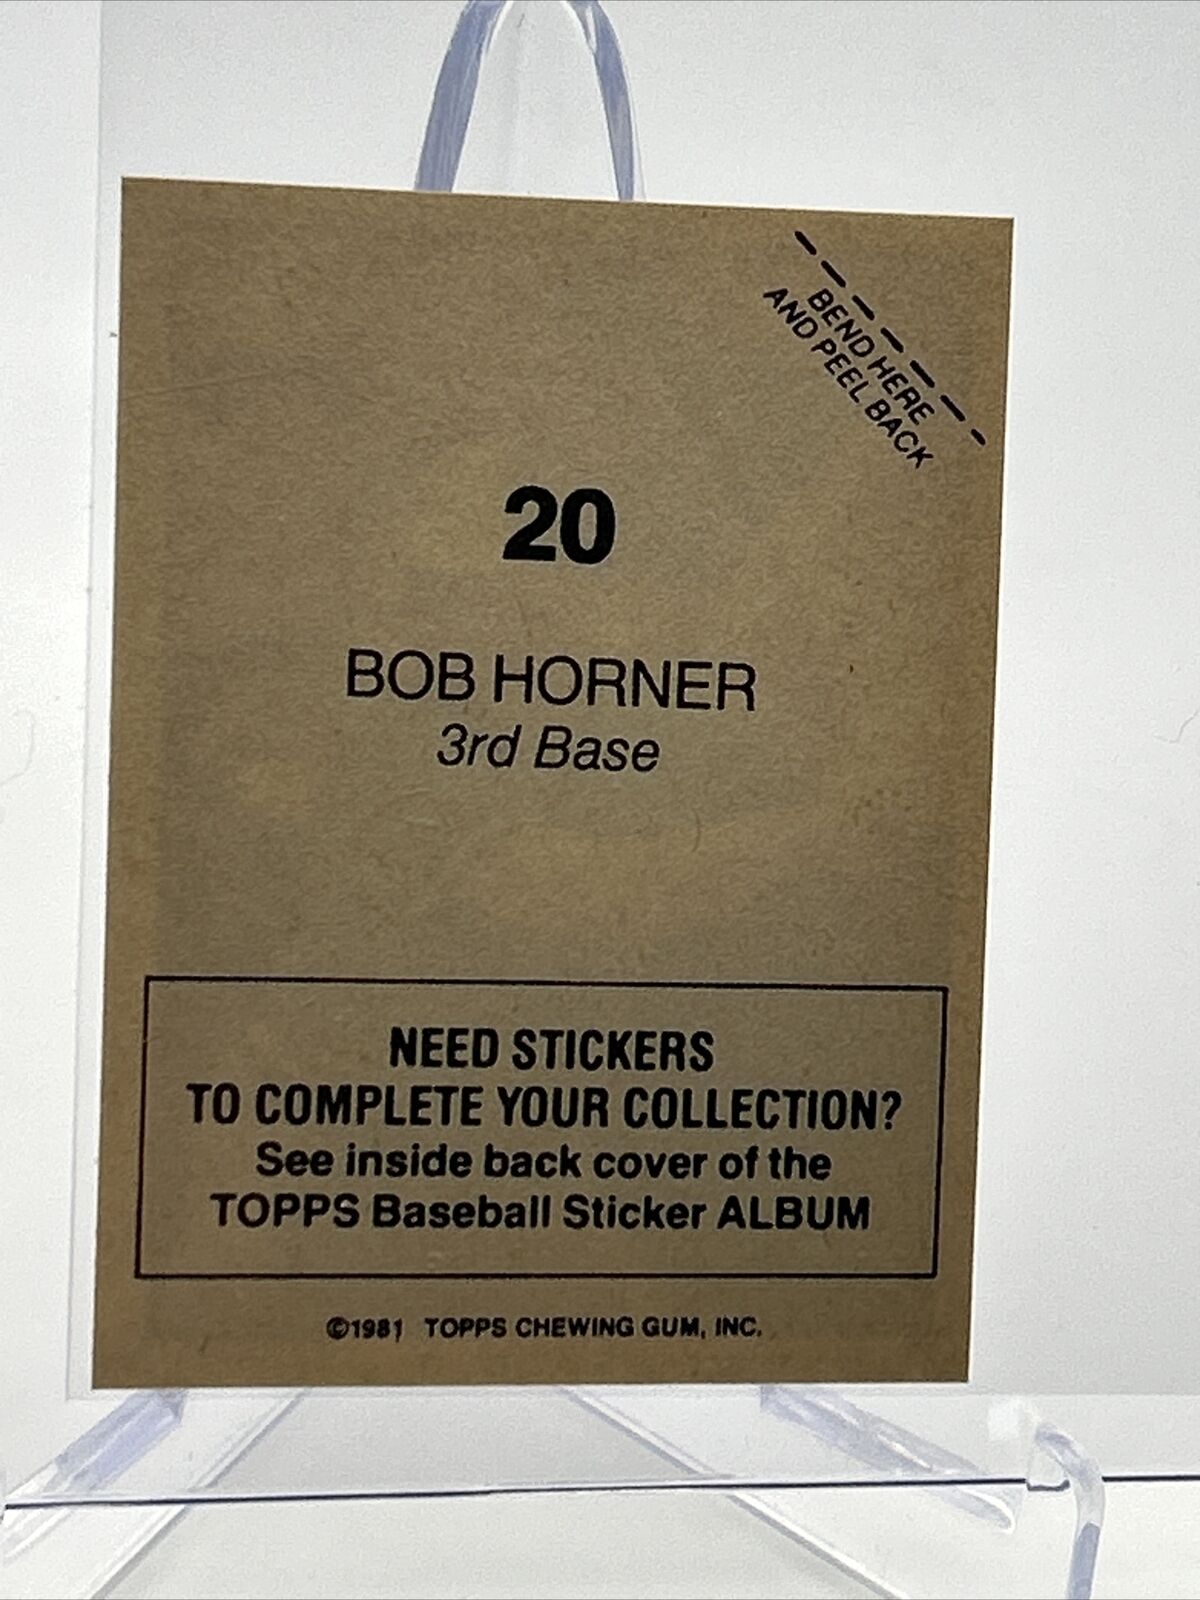 BEND HERE
AND PEEL BACK
20
BOB HORNER
3rd Base
NEED STICKERS
TO COMPLETE YOUR COLLECTION?
See inside back cover of the
TOPPS Baseball Sticker ALBUM
©1981 TOPPS CHEWING GUM, INC.